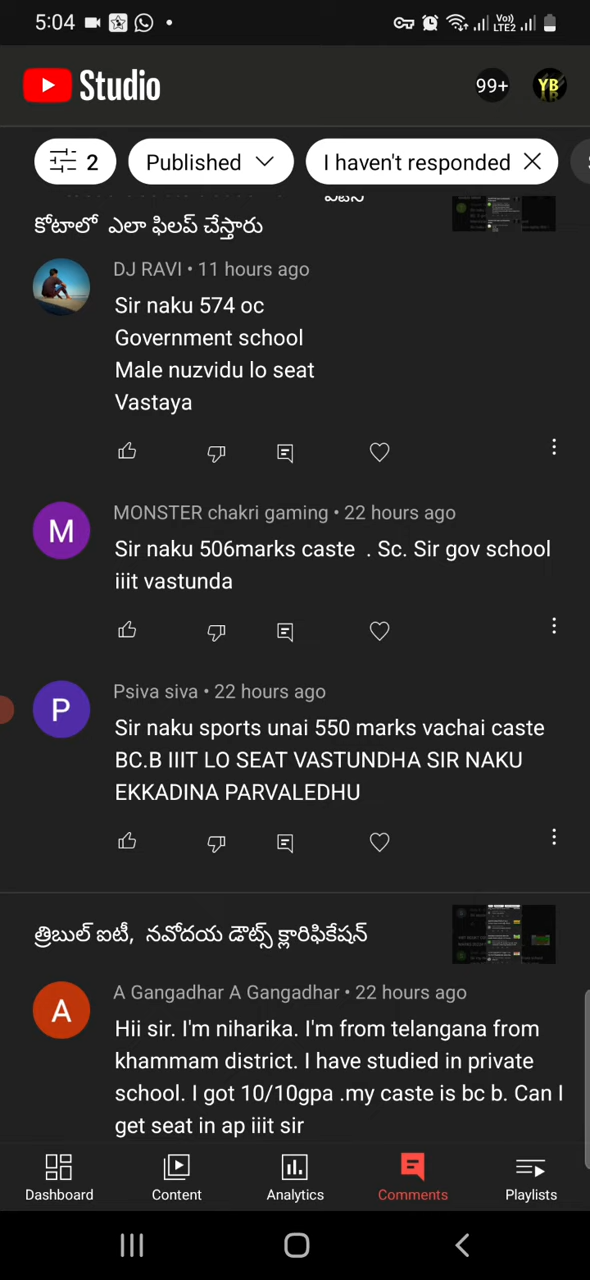 5:04
Vo))
LTE2
Studio
99+
YB
2
Published
I haven't responded
కోటాలో ఎలా ఫిలప్ చేస్తారు
DJ RAVI • 11 hours ago
Sir naku 574 oc
Government school
Male nuzvidu lo seat
Vastaya
M
MONSTER chakri gaming • 22 hours ago
Sir naku 506marks caste . Sc. Sir gov school
iiit vastunda
P
Psiva siva • 22 hours ago
Sir naku sports unai 550 marks vachai caste
BC.B IIIT LO SEAT VASTUNDHA SIR NAKU
EKKADINA PARVALEDHU
త్రిబుల్ ఐటీ, నవోదయ డౌట్స్ క్లారిఫికేషన్
A
A Gangadhar A Gangadhar • 22 hours ago
Hii sir. I'm niharika. I'm from telangana from
khammam district. I have studied in private
school. I got 10/10gpa .my caste is bc b. Can I
get seat in ap iiit sir
Dashboard
Content
Analytics
Comments
Playlists